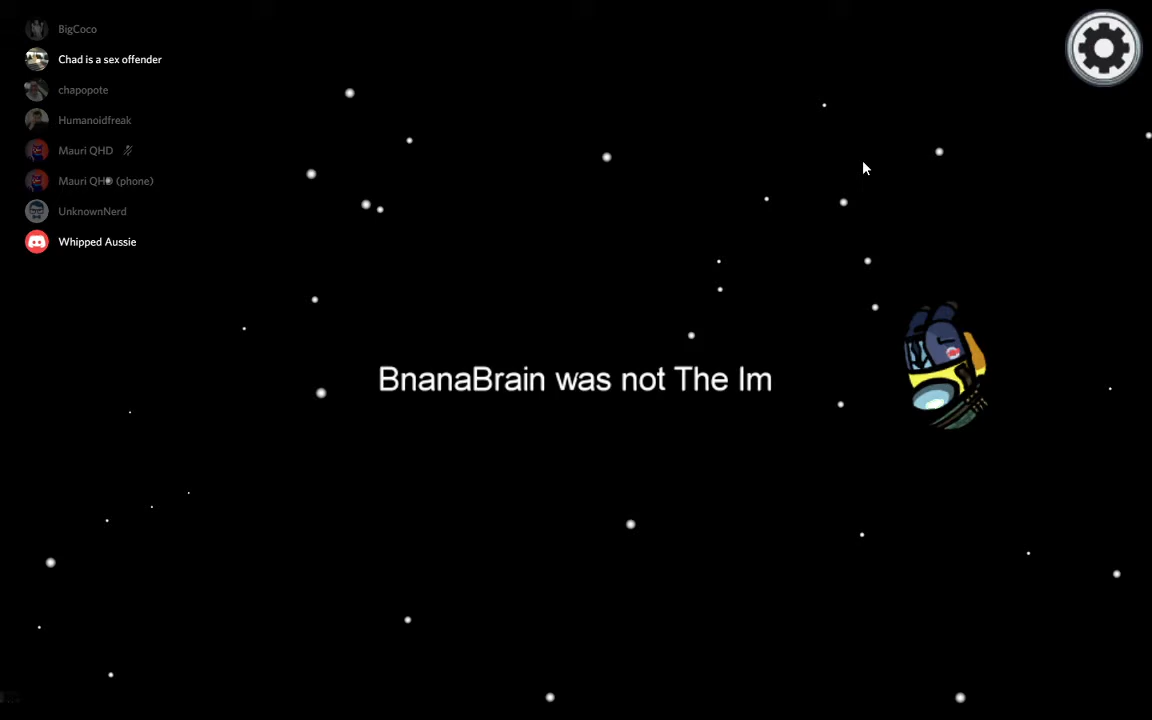 BigCoco
Chad is a sex offender
chapopote
Humanoidfreak
Mauri QHD
Mauri QHD (phone)
UnknownNerd
Whipped Aussie
BnanaBrain was not The Im